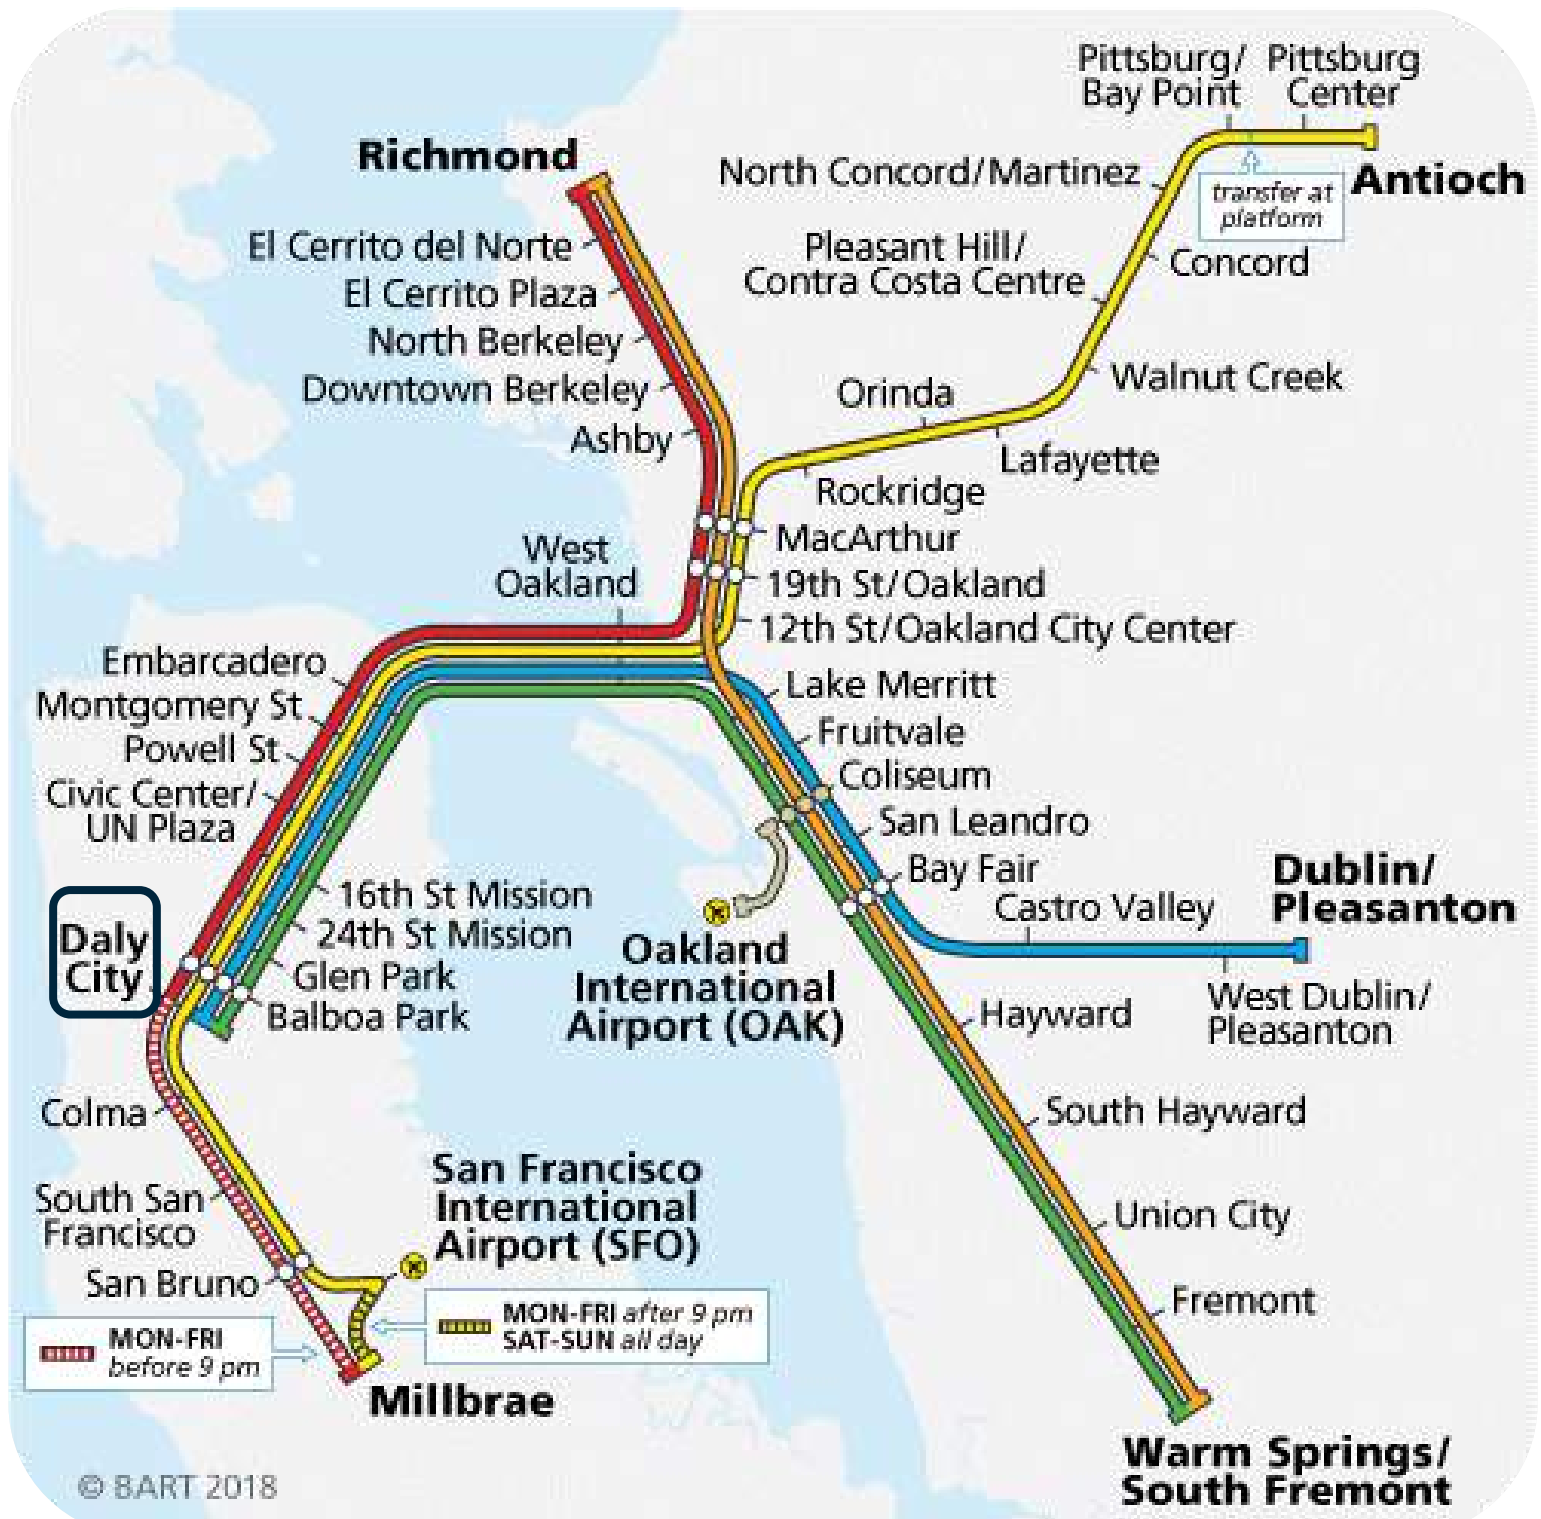 Pittsburg/
Bay Point
Pittsburg
Center
Richmond
North Concord/Martinez
transfer at
platform
Antioch
El Cerrito del Norte
Pleasant Hill/
Contra Costa Centre
Concord
El Cerrito Plaza
North Berkeley
Downtown Berkeley
Orinda
Walnut Creek
Ashby
Lafayette
Rockridge
MacArthur
West
Oakland
19th St/Oakland
12th St/Oakland City Center
Embarcadero
Lake Merritt
Montgomery St
Fruitvale
Powell St
Coliseum
Civic Center/
UN Plaza
San Leandro
Bay Fair
Dublin/
Pleasanton
Castro Valley
16th St Mission
24th St Mission
Daly
City
Glen Park
Balboa Park
Oakland
International
Airport (OAK)
West Dublin/
Pleasanton
Hayward
Colma
South Hayward
San Francisco
International
Airport (SFO)
South San
Francisco
Union City
San Bruno
Fremont
MON-FRI after 9 pm
SAT-SUN all day
MON-FRI
before 9 pm
Millbrae
Warm Springs/
South Fremont
© BART 2018